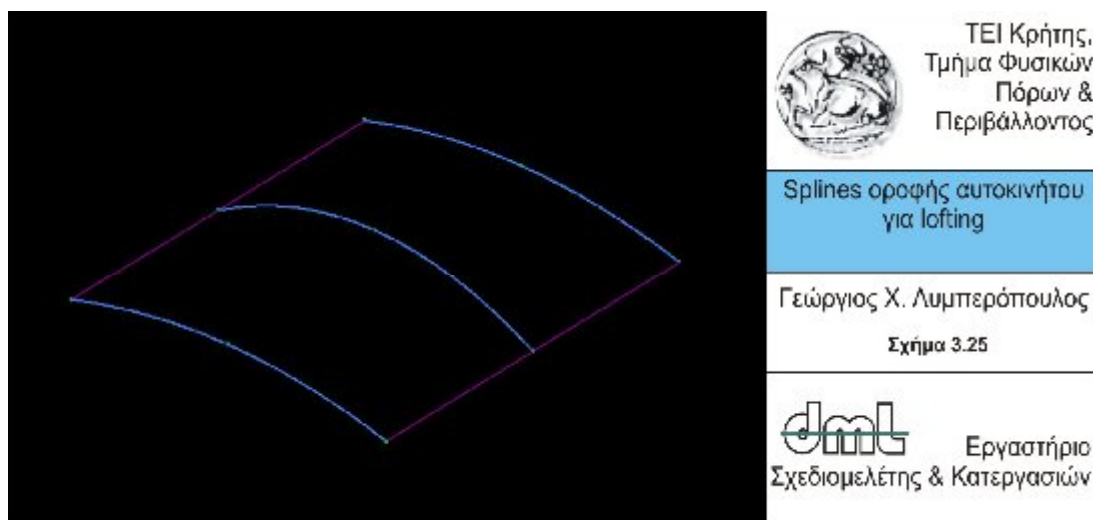 ΤΕΙ Κρήτης,
Τμήμα Φυσικών
Πόρων &
Περιβάλλοντος
Splines οροφής αυτοκινήτου
για lofting
Γεώργιος Χ. Λυμπερόπουλος
Σχήμα 3.25
dml
Εργαστήριο
Σχεδιομελέτης & Κατεργασιών